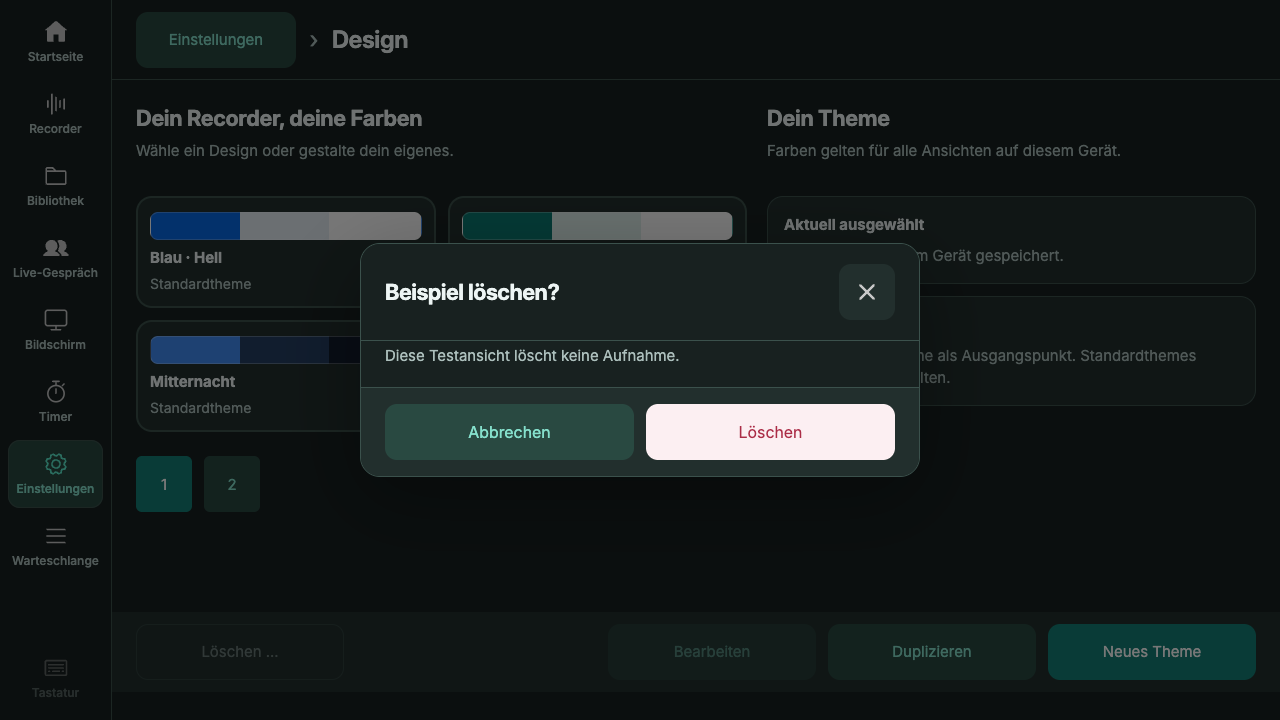 Startseite
Recorder
Bibliothek
Live-Gespräch
Bildschirm
Timer
Einstellungen
Warteschlange
Tastatur
Einstellungen › Design
Dein Recorder, deine Farben
Wähle ein Design oder gestalte dein eigenes.
Blau · Hell
Standardtheme
Mitternacht
Standardtheme
1
2
Dein Theme
Farben gelten für alle Ansichten auf diesem Gerät.
Aktuell ausgewählt
Gerät gespeichert.
als Ausgangspunkt. Standardthemes
Beispiel löschen?
Diese Testansicht löscht keine Aufnahme.
Abbrechen
Löschen
Löschen ...
Bearbeiten
Duplizieren
Neues Theme